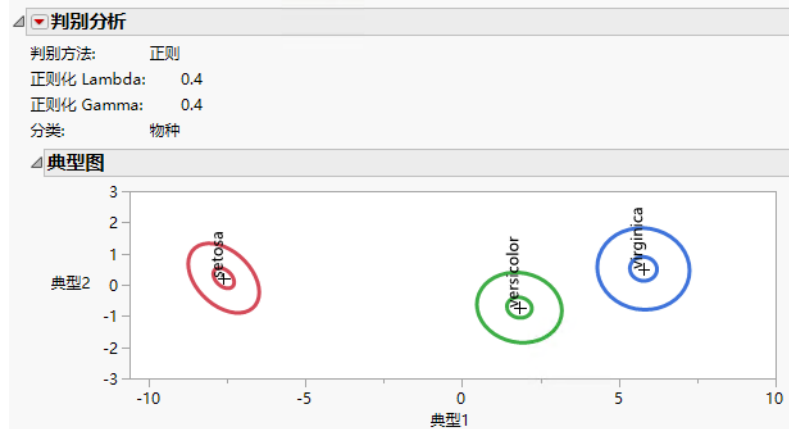 判别分析
判别方法: 正则
正则化 Lambda: 0.4
正则化 Gamma: 0.4
分类: 物种
典型图
3
2
1
0
-1
-2
-3
典型2
setosa
versicolor
virginica
-10
-5
0
5
10
典型1